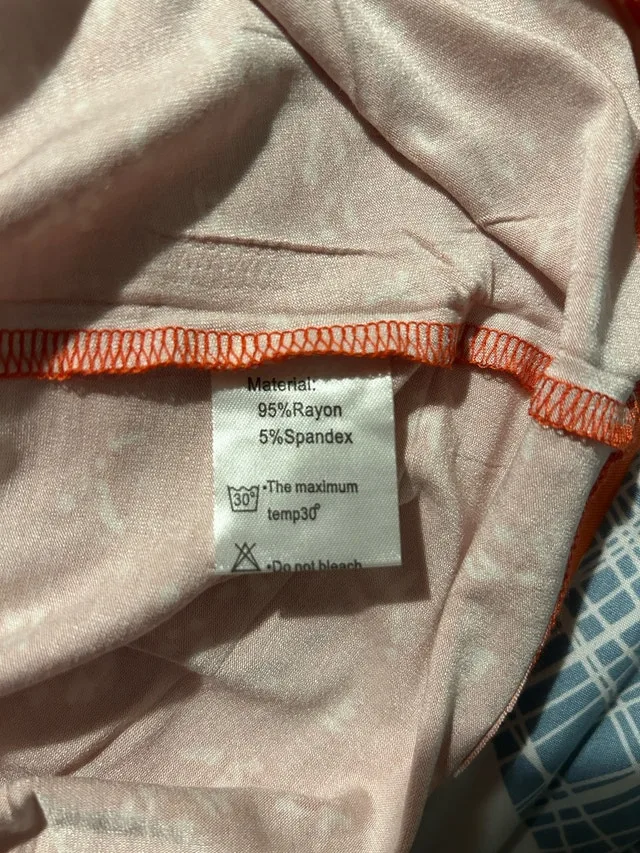 Material:
95%Rayon
5%Spandex
30°
•The maximum
temp30°
•Do not bleach